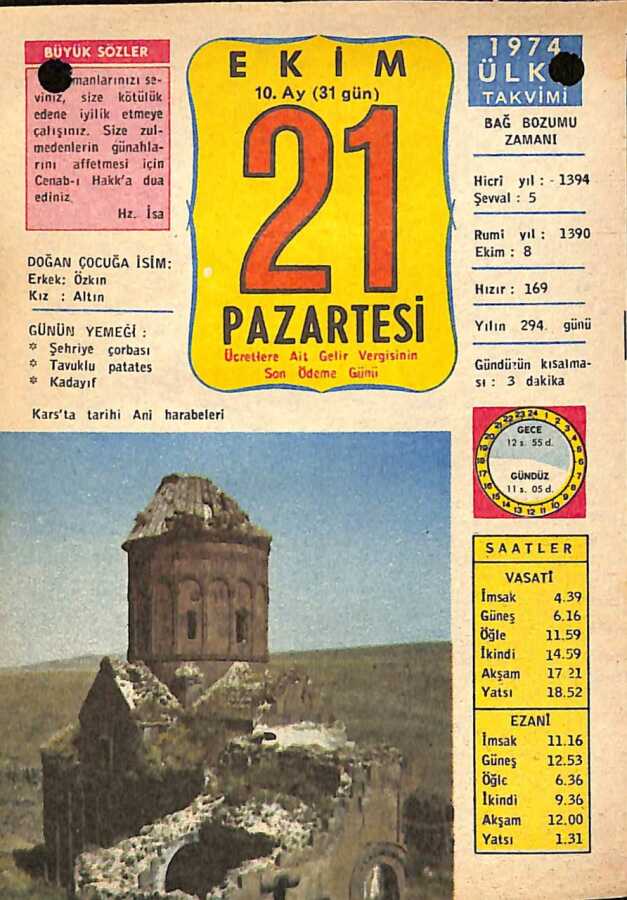 BÜYÜK SÖZLER
manlarınızı se-
viniz, size kötülük
edene iyilik etmeye
çalışınız. Size zul-
medenlerin günahla-
rını affetmesi için
Cenab-ı Hakk'a dua
ediniz.
Hz. İsa
DOĞAN ÇOCUĞA İSİM:
Erkek: Özkın
Kız : Altın
GÜNÜN YEMEĞİ :
Şehriye çorbası
Tavuklu patates
Kadayıf
EKİM
10. Ay (31 gün)
21
PAZARTESİ
Ücretlere Ait Gelir Vergisinin
Son Ödeme Günü
1974
ÜLK
TAKVİMİ
BAĞ BOZUMU
ZAMANI
Hicrî yıl : 1394
Şevval : 5
Rumi yıl : 1390
Ekim : 8
Hızır : 169
Yılın 294. günü
Gündüzün kısalma-
sı : 3 dakika
Kars'ta tarihi Ani harabeleri
23 24 1
GECE
12 s. 55 d.
GÜNDÜZ
11 s. 05 d.
SAATLER
VASATİ
İmsak 4.39
Güneş 6.16
Öğle 11.59
İkindi 14.59
Akşam 17 21
Yatsı 18.52
EZANİ
İmsak 11.16
Güneş 12.53
Öğle 6.36
İkindi 9.36
Akşam 12.00
Yatsı 1.31